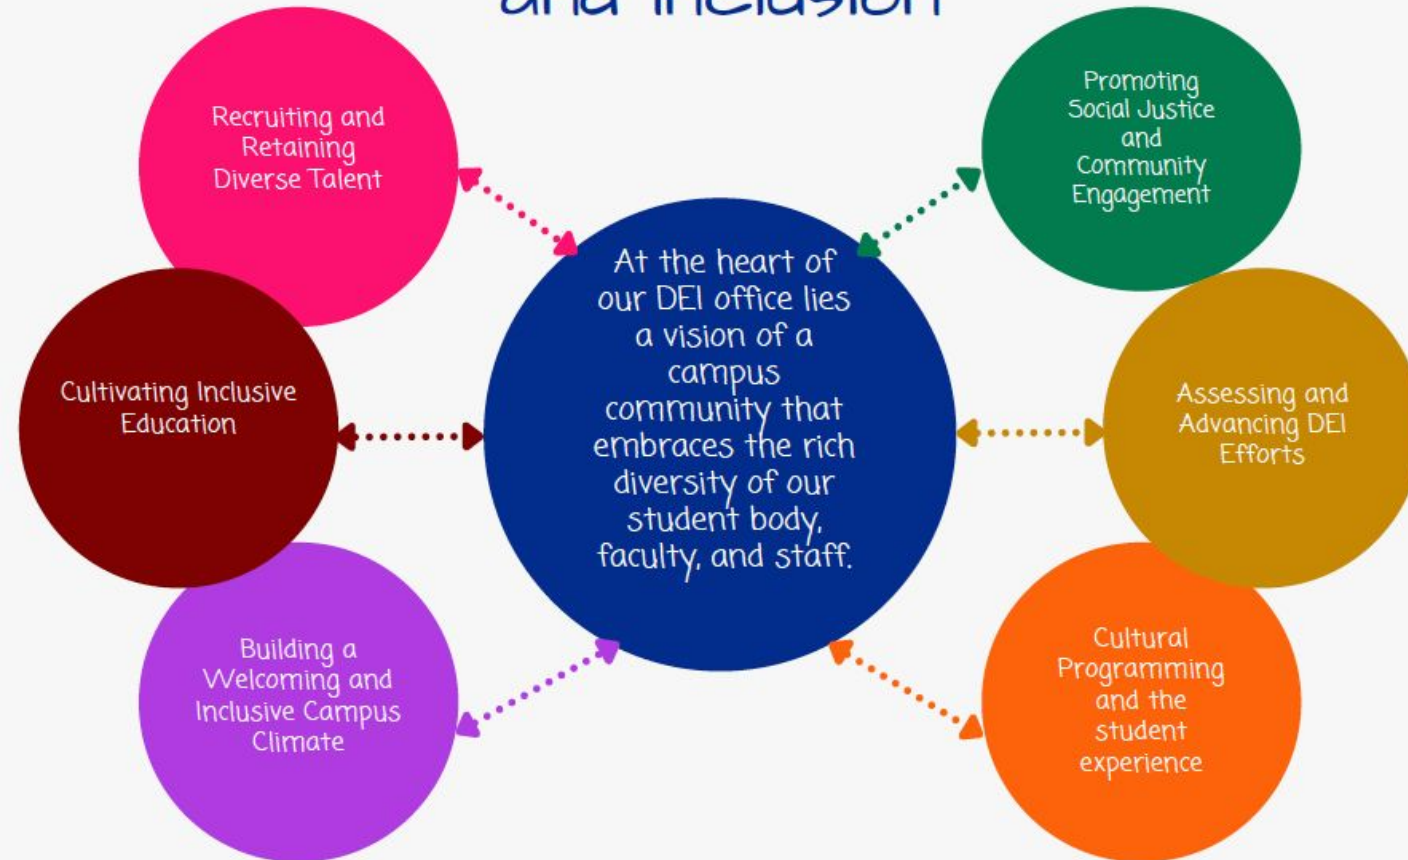 and Inclusion
Recruiting and
Retaining
Diverse Talent
Promoting
Social Justice
and
Community
Engagement
At the heart of
our DEI office lies
a vision of a
campus
community that
embraces the rich
diversity of our
student body,
faculty, and staff.
Cultivating Inclusive
Education
Assessing and
Advancing DEI
Efforts
Building a
Welcoming and
Inclusive Campus
Climate
Cultural
Programming
and the
student
experience